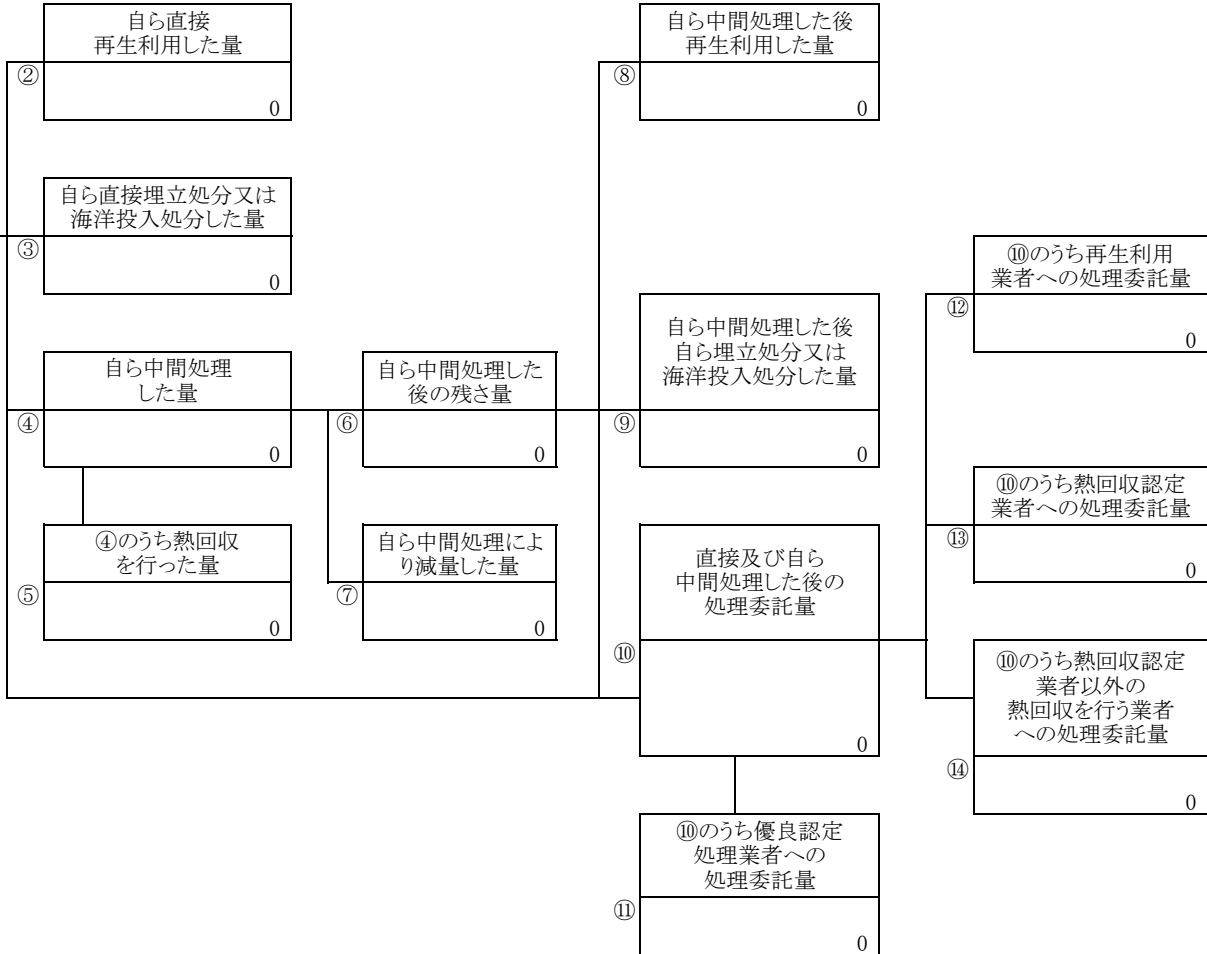 自ら直接
再生利用した量
②
0
自ら中間処理した後
再生利用した量
⑧
0
自ら直接埋立処分又は
海洋投入処分した量
③
0
⑩のうち再生利用
業者への処理委託量
⑫
0
自ら中間処理
した量
④
0
自ら中間処理した
後の残さ量
⑥
0
自ら中間処理した後
自ら埋立処分又は
海洋投入処分した量
⑨
0
⑩のうち熱回収認定
業者への処理委託量
⑬
0
④のうち熱回収
を行った量
⑤
0
自ら中間処理によ
り減量した量
⑦
0
直接及び自ら
中間処理した後の
処理委託量
⑩
0
⑩のうち熱回収認定
業者以外の
熱回収を行う業者
への処理委託量
⑭
0
⑩のうち優良認定
処理業者への
処理委託量
⑪
0